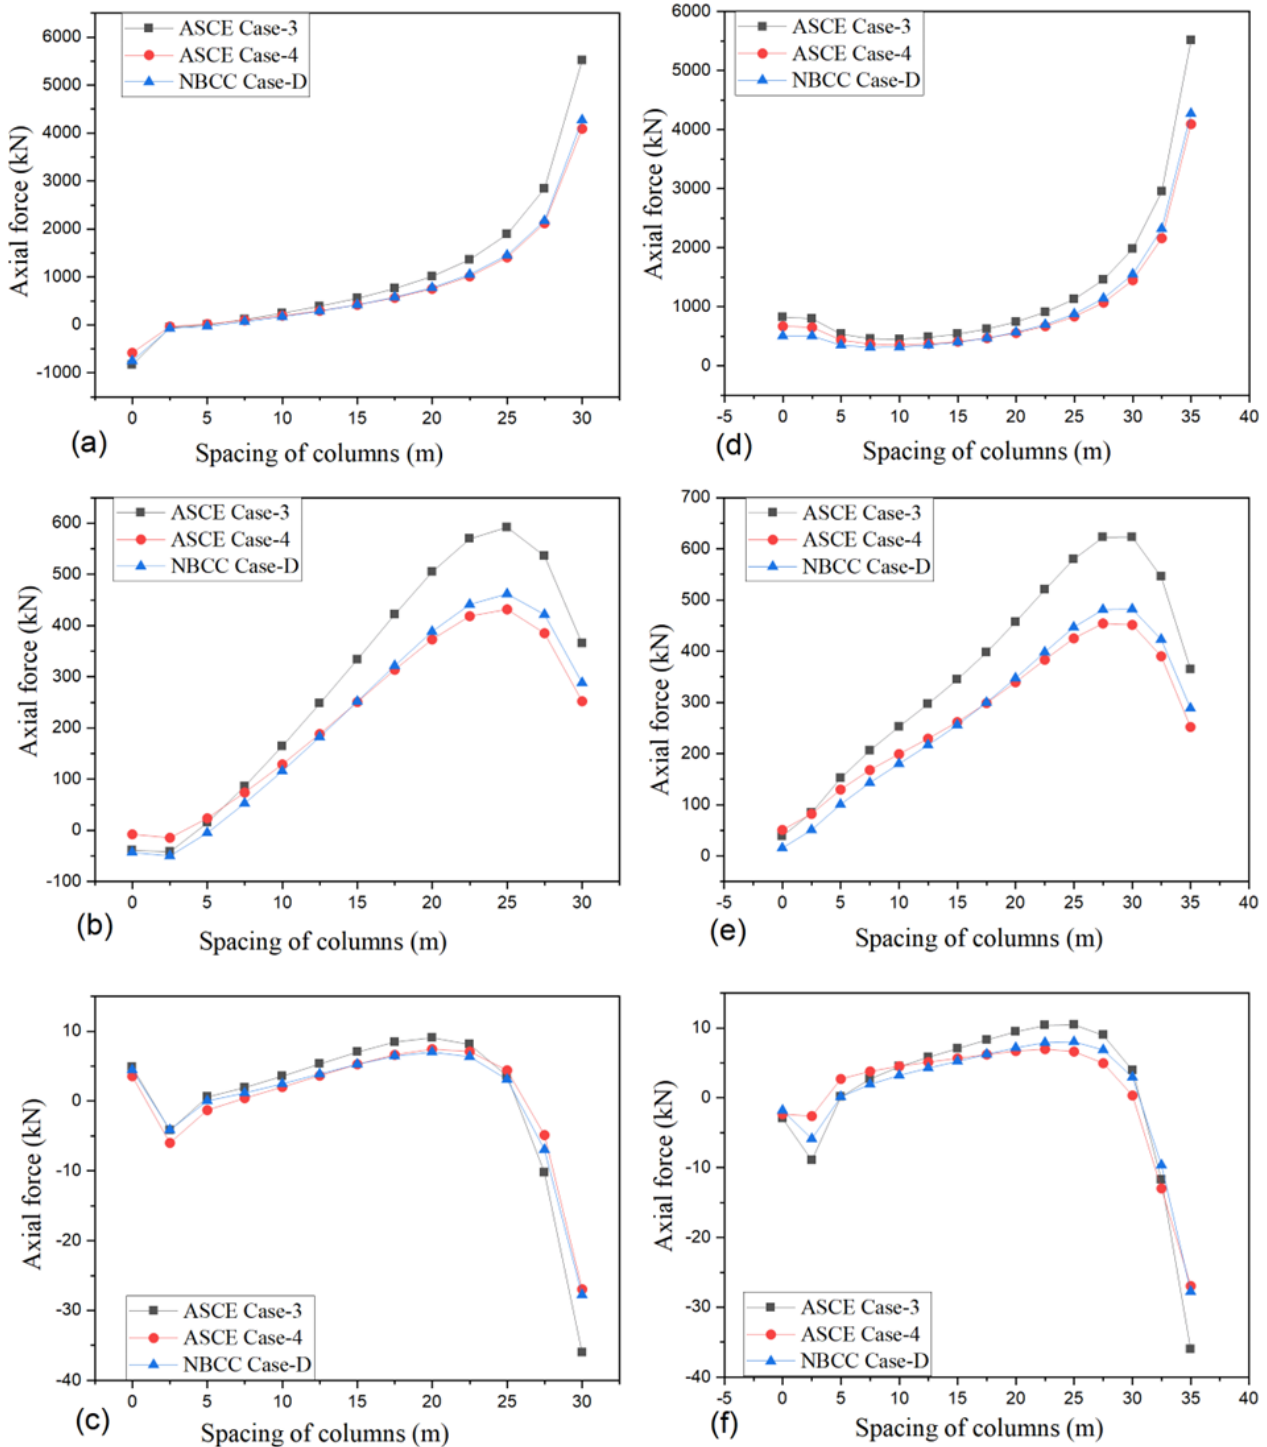 ASCE Case-3
ASCE Case-4
NBCC Case-D
6000
5000
4000
3000
2000
1000
0
-1000
Axial force (kN)
0 5 10 15 20 25 30
(a)
Spacing of columns (m)
ASCE Case-3
ASCE Case-4
NBCC Case-D
6000
5000
4000
3000
2000
1000
0
Axial force (kN)
-5 0 5 10 15 20 25 30 35 40
(d)
Spacing of columns (m)
ASCE Case-3
ASCE Case-4
NBCC Case-D
600
500
400
300
200
100
0
-100
Axial force (kN)
0 5 10 15 20 25 30
(b)
Spacing of columns (m)
ASCE Case-3
ASCE Case-4
NBCC Case-D
700
600
500
400
300
200
100
0
Axial force (kN)
-5 0 5 10 15 20 25 30 35 40
(e)
Spacing of columns (m)
10
0
-10
-20
-30
-40
Axial force (kN)
ASCE Case-3
ASCE Case-4
NBCC Case-D
0 5 10 15 20 25 30
(c)
Spacing of columns (m)
10
0
-10
-20
-30
-40
Axial force (kN)
ASCE Case-3
ASCE Case-4
NBCC Case-D
-5 0 5 10 15 20 25 30 35 40
(f)
Spacing of columns (m)